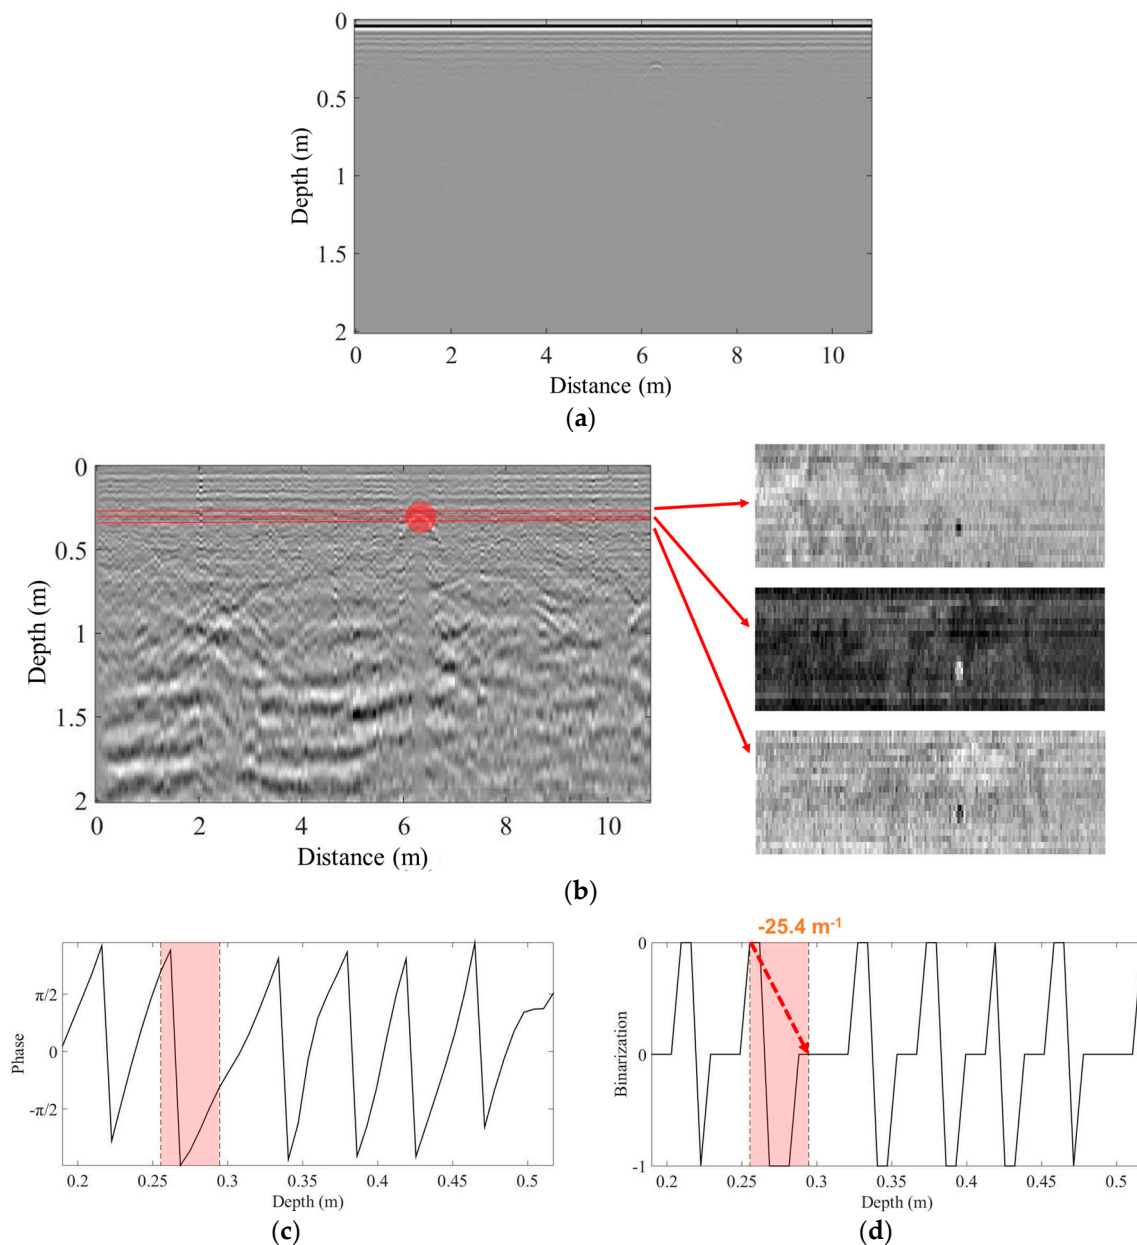 0
0.5
1
1.5
2
Depth (m)
0 2 4 6 8 10
Distance (m)
(a)
0
0.5
1
1.5
2
Depth (m)
0 2 4 6 8 10
Distance (m)
(b)
π/2
0
-π/2
Phase
0.2 0.25 0.3 0.35 0.4 0.45 0.5
Depth (m)
(c)
-25.4 m-1
0
0
-1
Binarization
0.2 0.25 0.3 0.35 0.4 0.45 0.5
Depth (m)
(d)